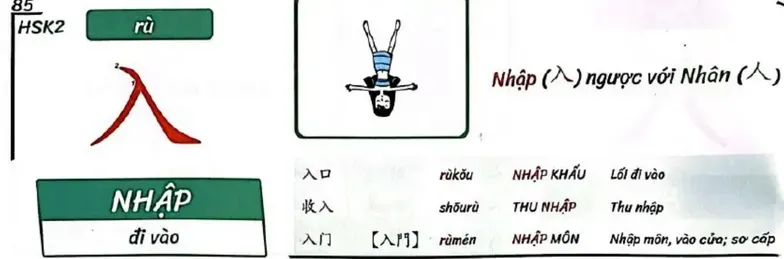 85
HSK2
rù
入
NHẬP
đi vào
Nhập (入) ngược với Nhân (人)
入口 rùkǒu NHẬP KHẨU Lối đi vào
收入 shōurù THU NHẬP Thu nhập
入门 【入門】 rùmén NHẬP MÔN Nhập môn, vào cửa; sơ cấp